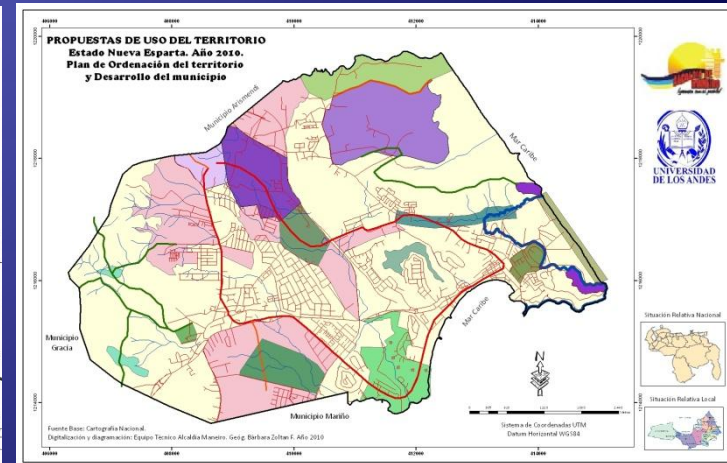 PROPUESTAS DE USO DEL TERRITORIO
Estado Nueva Esparta. Año 2010.
Plan de Ordenación del territorio
y Desarrollo del municipio
Municipio Arismendi
Mar Caribe
UNIVERSIDAD
DE LOS ANDES
Mar Caribe
Municipio
Gracia
Municipio Mariño
N
Situación Relativa Nacional
Situación Relativa Local
Sistema de Coordenadas UTM
Datum Horizontal WGS84
Fuente Base: Cartografía Nacional.
Digitalización y diagramación: Equipo Técnico Alcaldía Maneiro. Geóg. Bárbara Zoltan F. Año 2010